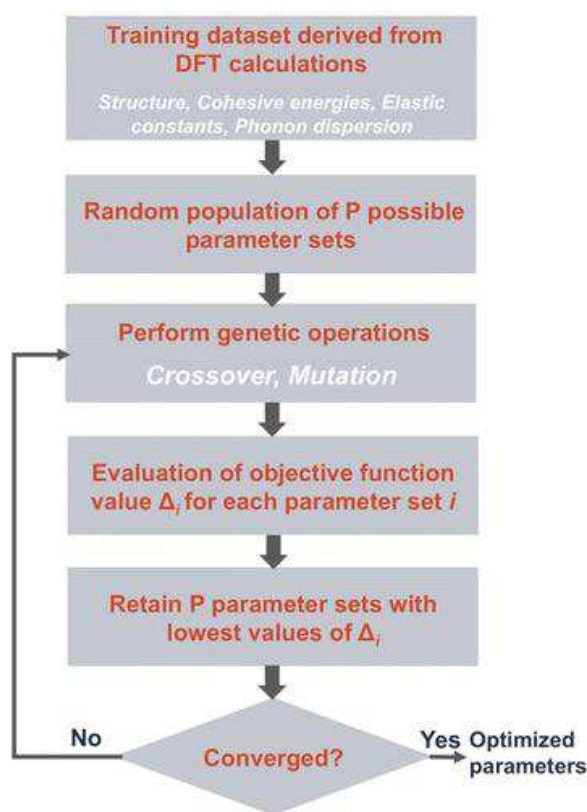 Training dataset derived from
DFT calculations
Structure, Cohesive energies, Elastic
constants, Phonon dispersion
Random population of P possible
parameter sets
Perform genetic operations
Crossover, Mutation
Evaluation of objective function
value Δi for each parameter set i
Retain P parameter sets with
lowest values of Δi
Converged?
No
Yes
Optimized
parameters